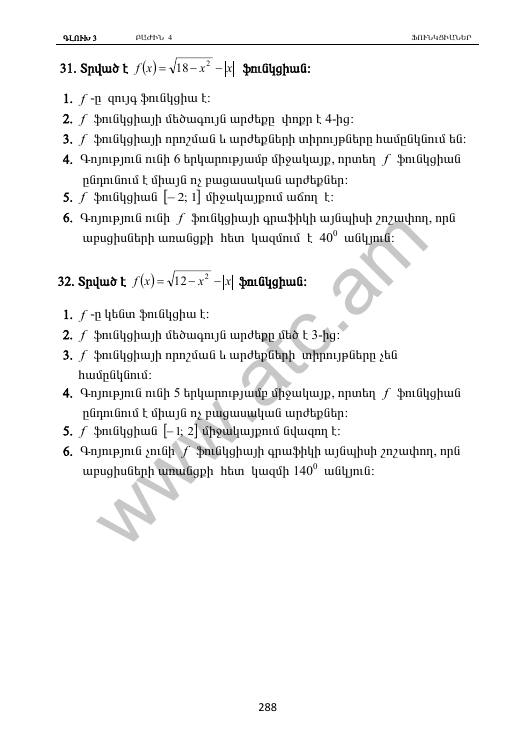 ԳԼՈՒԽ 3 ԲԱԺԻՆ 4 ՖՈՒՆԿՑԻԱՆԵՐ
31. Տրված է f(x)=√18−x² −|x| ֆունկցիան:
1. f -ը զույգ ֆունկցիա է:
2. f ֆունկցիայի մեծագույն արժեքը փոքր է 4-ից:
3. f ֆունկցիայի որոշման և արժեքների տիրույթները համընկնում են:
4. Գոյություն ունի 6 երկարությամբ միջակայք, որտեղ f ֆունկցիան
ընդունում է միայն ոչ բացասական արժեքներ:
5. f ֆունկցիան [−2; 1] միջակայքում աճող է:
6. Գոյություն ունի f ֆունկցիայի գրաֆիկի այնպիսի շոշափող, որն
աբսցիսների առանցքի հետ կազմում է 40⁰ անկյուն:
32. Տրված է f(x)=√12−x² −|x| ֆունկցիան:
1. f -ը կենտ ֆունկցիա է:
2. f ֆունկցիայի մեծագույն արժեքը մեծ է 3-ից:
3. f ֆունկցիայի որոշման և արժեքների տիրույթները չեն
համընկնում:
4. Գոյություն ունի 5 երկարությամբ միջակայք, որտեղ f ֆունկցիան
ընդունում է միայն ոչ բացասական արժեքներ:
5. f ֆունկցիան [−1; 2] միջակայքում նվազող է:
6. Գոյություն չունի f ֆունկցիայի գրաֆիկի այնպիսի շոշափող, որն
աբսցիսների առանցքի հետ կազմի 140⁰ անկյուն:
www.atc.am
288